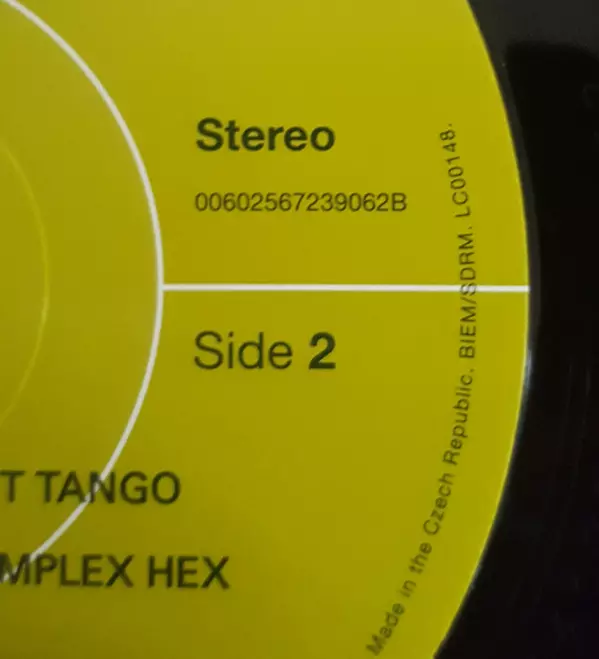 Stereo
00602567239062B
Side 2
T TANGO
MPLEX HEX
Made in the Czech Republic. BIEM/SDRM. LC00148.